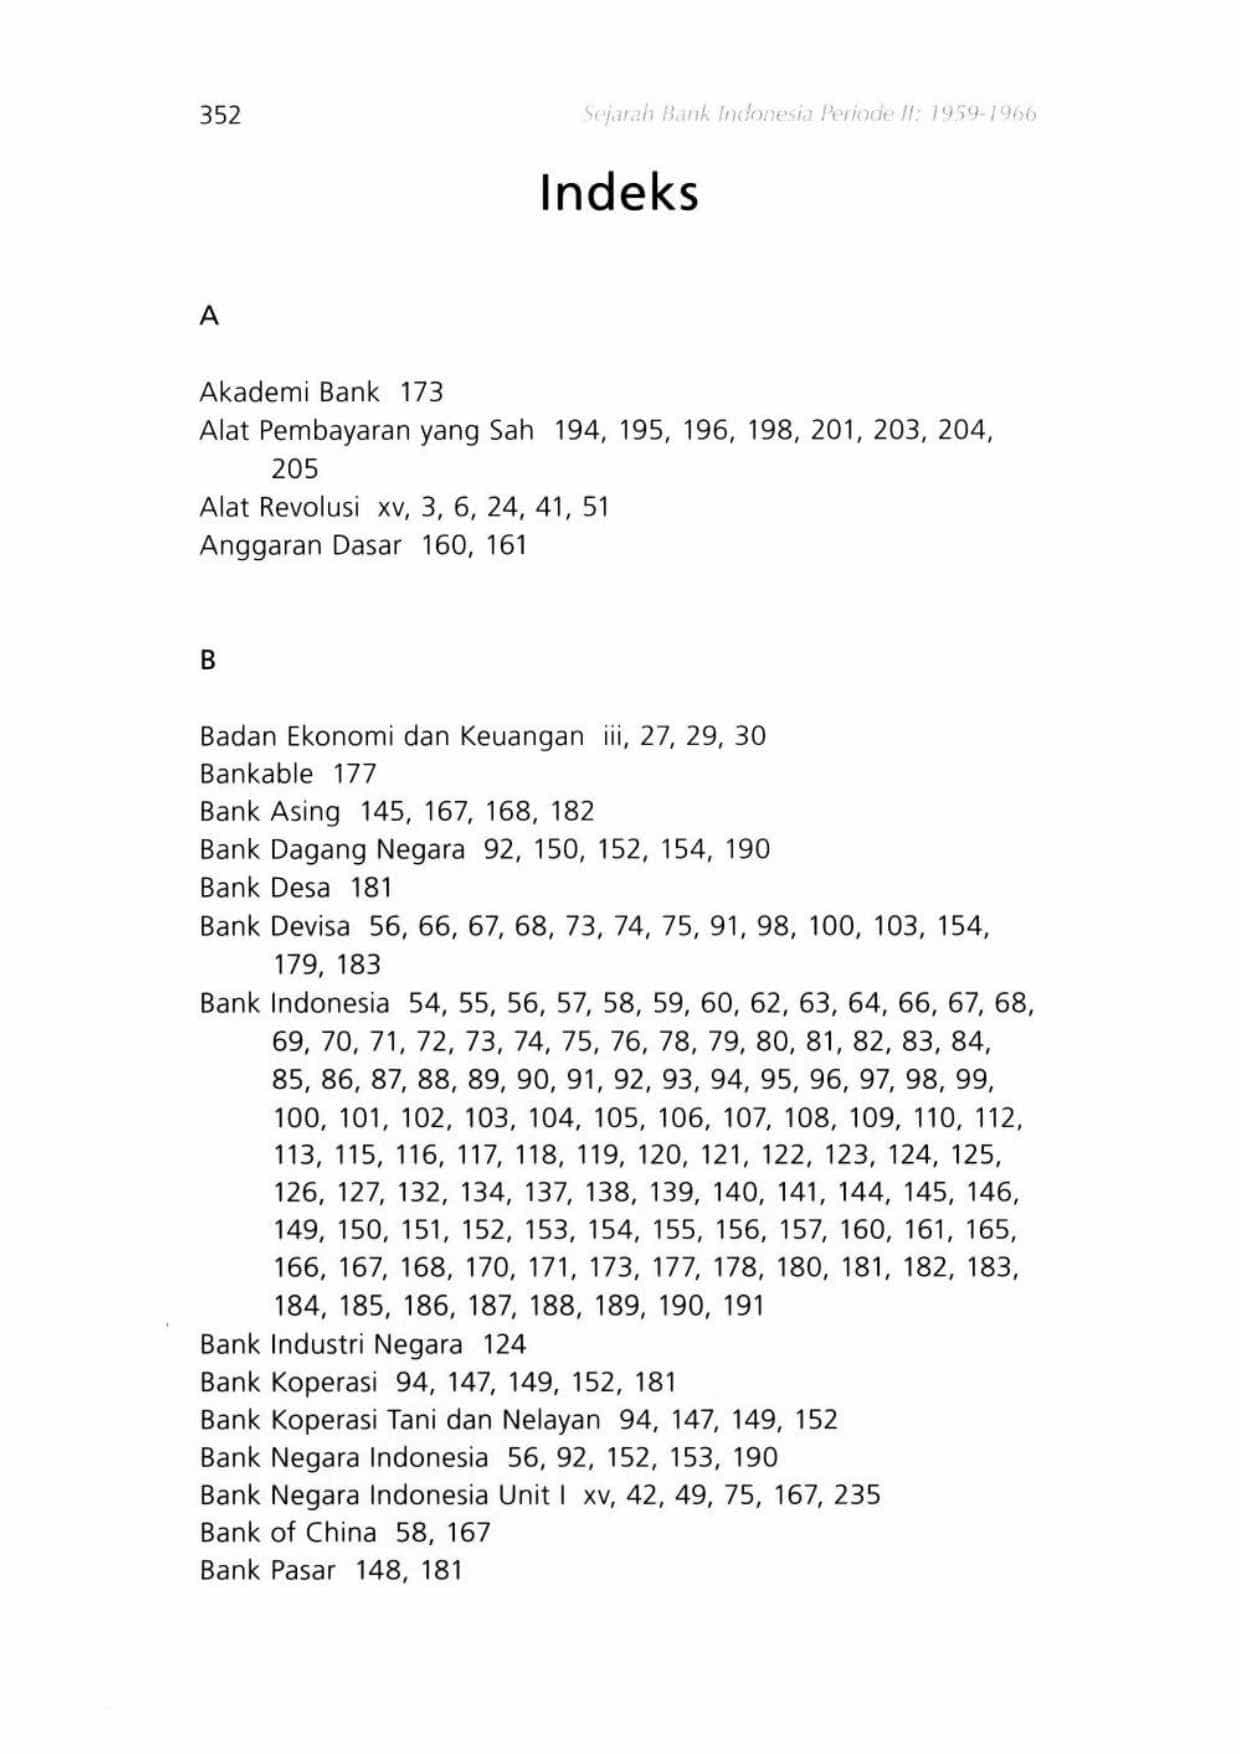 352
Sejarah Bank Indonesia Periode II: 1959-1966
Indeks
A
Akademi Bank 173
Alat Pembayaran yang Sah 194, 195, 196, 198, 201, 203, 204,
205
Alat Revolusi xv, 3, 6, 24, 41, 51
Anggaran Dasar 160, 161
B
Badan Ekonomi dan Keuangan iii, 27, 29, 30
Bankable 177
Bank Asing 145, 167, 168, 182
Bank Dagang Negara 92, 150, 152, 154, 190
Bank Desa 181
Bank Devisa 56, 66, 67, 68, 73, 74, 75, 91, 98, 100, 103, 154,
179, 183
Bank Indonesia 54, 55, 56, 57, 58, 59, 60, 62, 63, 64, 66, 67, 68,
69, 70, 71, 72, 73, 74, 75, 76, 78, 79, 80, 81, 82, 83, 84,
85, 86, 87, 88, 89, 90, 91, 92, 93, 94, 95, 96, 97, 98, 99,
100, 101, 102, 103, 104, 105, 106, 107, 108, 109, 110, 112,
113, 115, 116, 117, 118, 119, 120, 121, 122, 123, 124, 125,
126, 127, 132, 134, 137, 138, 139, 140, 141, 144, 145, 146,
149, 150, 151, 152, 153, 154, 155, 156, 157, 160, 161, 165,
166, 167, 168, 170, 171, 173, 177, 178, 180, 181, 182, 183,
184, 185, 186, 187, 188, 189, 190, 191
Bank Industri Negara 124
Bank Koperasi 94, 147, 149, 152, 181
Bank Koperasi Tani dan Nelayan 94, 147, 149, 152
Bank Negara Indonesia 56, 92, 152, 153, 190
Bank Negara Indonesia Unit I xv, 42, 49, 75, 167, 235
Bank of China 58, 167
Bank Pasar 148, 181